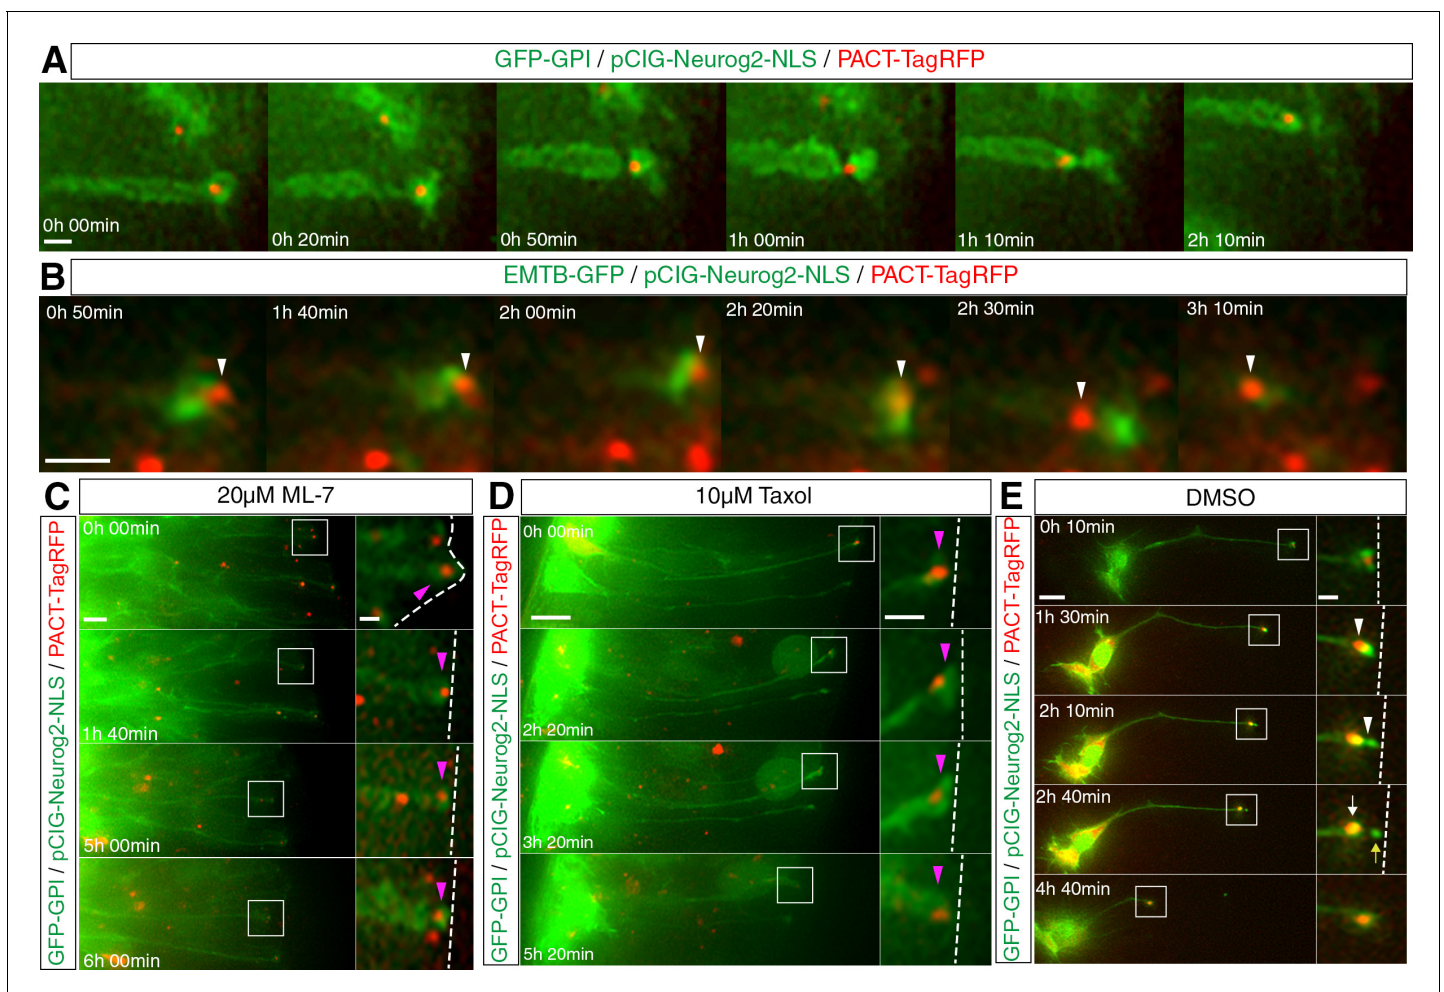 A
GFP-GPI / pCIG-Neurog2-NLS / PACT-TagRFP
0h 00min
0h 20min
0h 50min
1h 00min
1h 10min
2h 10min
B
EMTB-GFP / pCIG-Neurog2-NLS / PACT-TagRFP
0h 50min
1h 40min
2h 00min
2h 20min
2h 30min
3h 10min
C
20µM ML-7
GFP-GPI / pCIG-Neurog2-NLS / PACT-TagRFP
0h 00min
1h 40min
5h 00min
6h 00min
D
10µM Taxol
GFP-GPI / pCIG-Neurog2-NLS / PACT-TagRFP
0h 00min
2h 20min
3h 20min
5h 20min
E
DMSO
GFP-GPI / pCIG-Neurog2-NLS / PACT-TagRFP
0h 10min
1h 30min
2h 10min
2h 40min
4h 40min